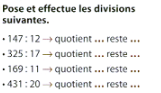 Pose et effectue les divisions
suivantes.
• 147 : 12 → quotient ... reste ...
• 325 : 17 → quotient ... reste ...
• 169 : 11 → quotient ... reste ...
• 431 : 20 → quotient ... reste ...